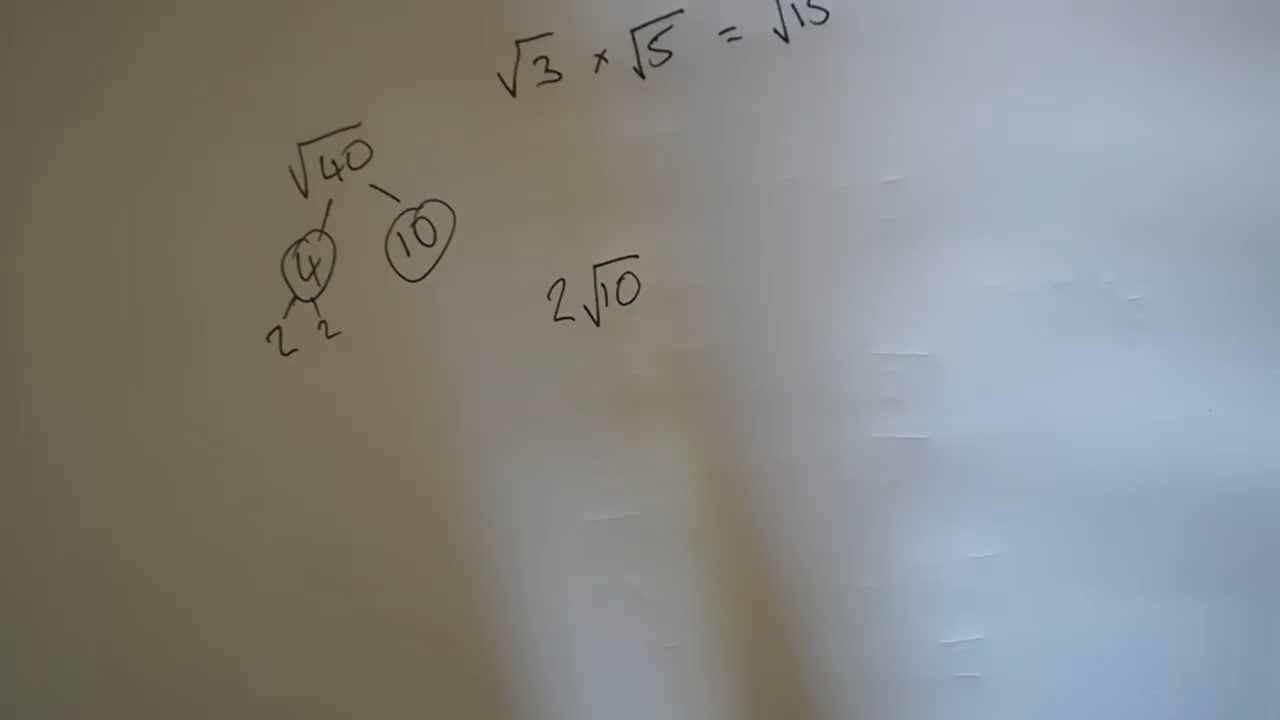 √3 × √5 = √15
√40
4 10
2√10
2 2